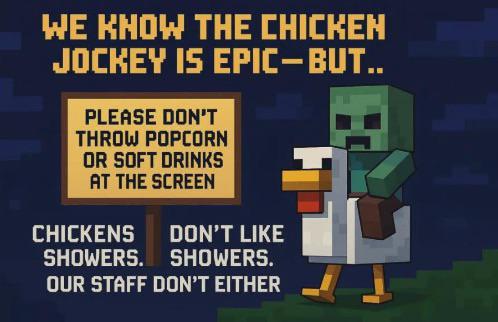 WE KNOW THE CHICKEN
JOCKEY IS EPIC—BUT..
PLEASE DON'T
THROW POPCORN
OR SOFT DRINKS
AT THE SCREEN
CHICKENS DON'T LIKE
SHOWERS. SHOWERS.
OUR STAFF DON'T EITHER